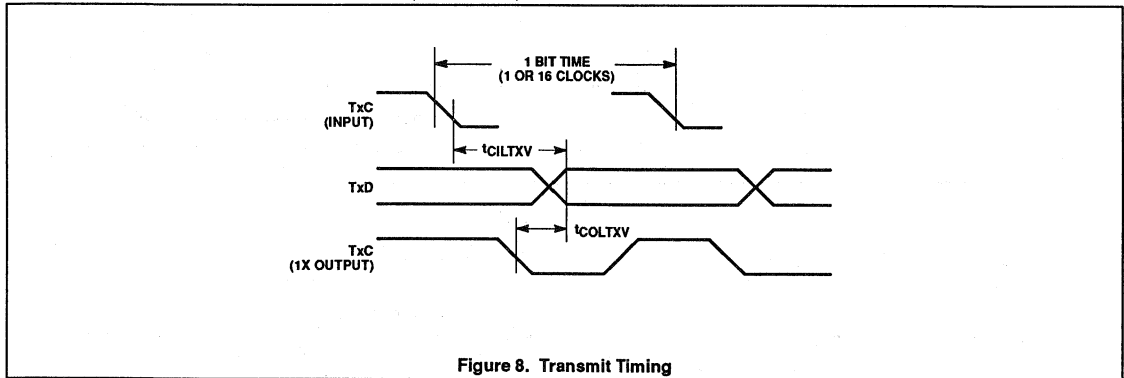 1 BIT TIME
(1 OR 16 CLOCKS)
TxC
(INPUT)
tCILTXV
TxD
tCOLTXV
TxC
(1X OUTPUT)
Figure 8. Transmit Timing